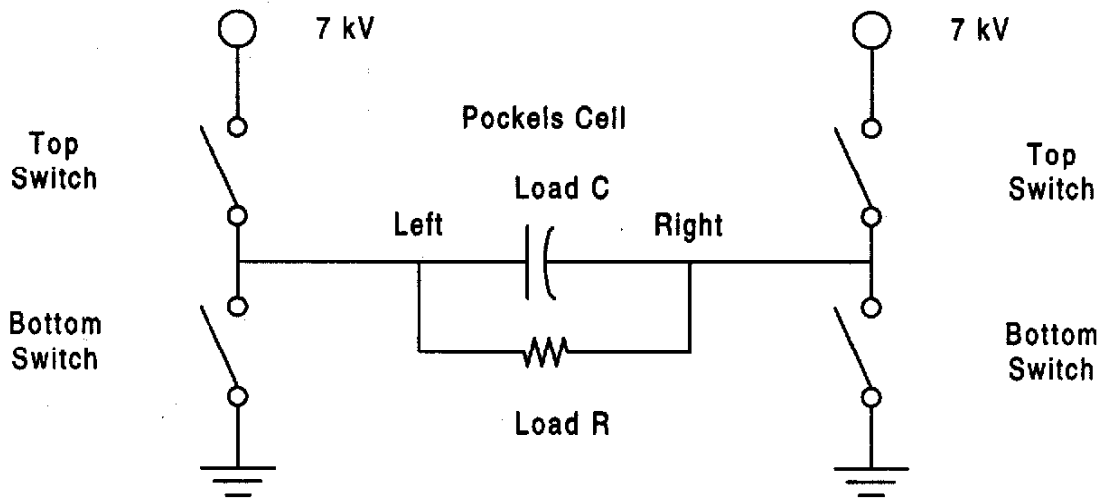 7 kV
7 kV
Pockels Cell
Top
Switch
Load C
Top
Switch
Left
Right
Bottom
Switch
Bottom
Switch
Load R